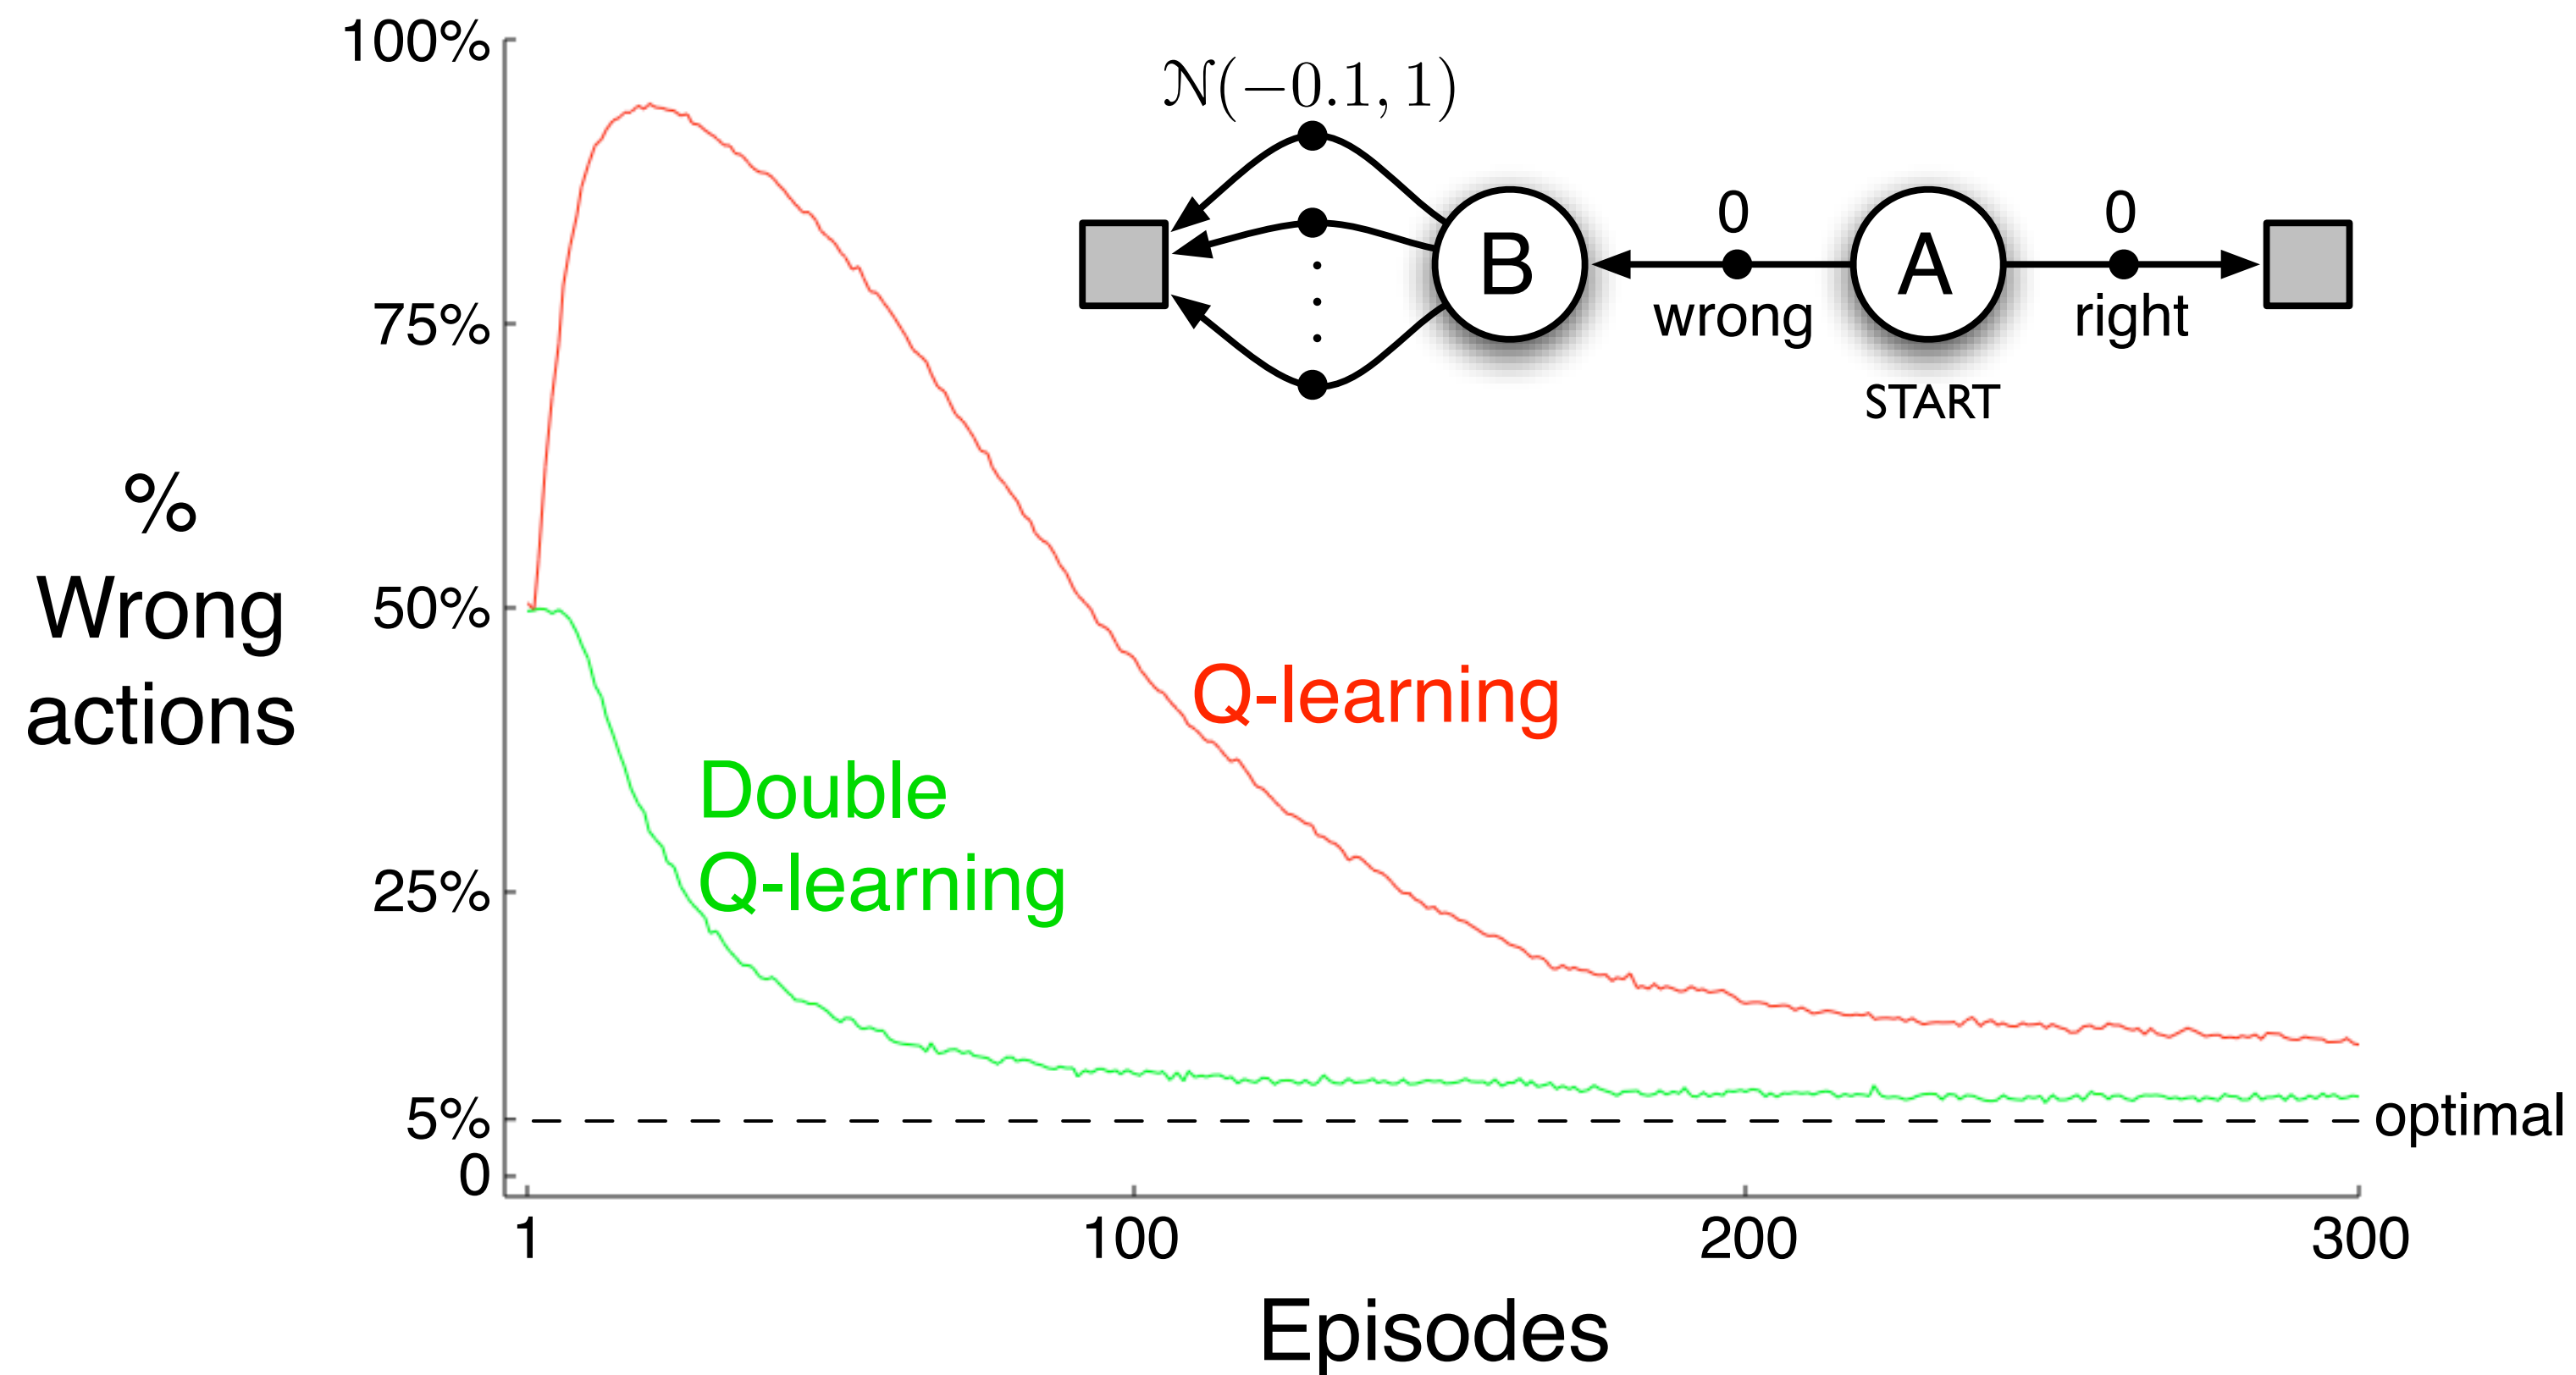 100%
75%
50%
25%
5%
0
%
Wrong
actions
𝒩(−0.1, 1)
B
0
wrong
A
START
0
right
Q-learning
Double
Q-learning
optimal
1
100
200
300
Episodes